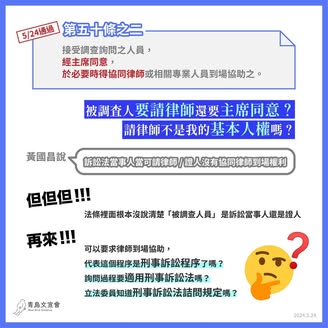 5/24通過
第五十條之二
接受調查詢問之人員，
經主席同意，
於必要時得協同律師或相關專業人員到場協助之。
被調查人要請律師還要主席同意？
請律師不是我的基本人權嗎？
黃國昌說
訴訟法當事人當可請律師/證人沒有協同律師到場權利
但但但!!!
法條裡面根本沒說清楚「被調查人員」是訴訟當事人還是證人
再來!!!
可以要求律師到場協助，
代表這個程序是刑事訴訟程序了嗎？
詢問過程要適用刑事訴訟法嗎？
立法委員知道刑事訴訟法詰問規定嗎？
青島文宣會
2024.5.24